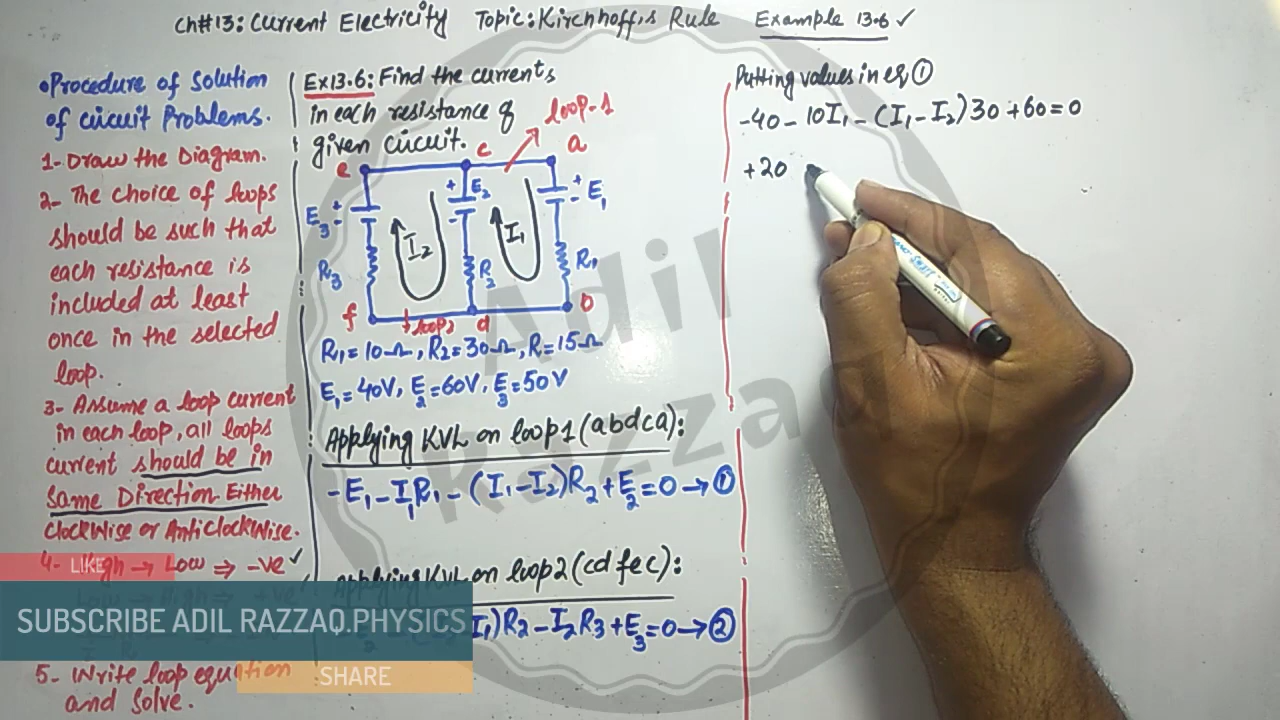 Ch#13: Current Electricity Topic: Kirchhoff,s Rule Example 13.6 ✓
•Procedure of Solution
of circuit Problems.
1- Draw the Diagram.
2- The choice of loops
should be such that
each resistance is
included at least
once in the selected
loop.
3- Assume a loop current
in each loop, all loops
current should be in
Same Direction Either
Clockwise or AntiClockwise.
4- High → Low ⇒ -ve ✓
5- Write loop equation
and solve.
Ex13.6: Find the currents
in each resistance of
given circuit.
loop-1
e c a
E3 + - + E2 - + - E1
I2 I1
R3 R2 R1
f loop2 d b
R1=10Ω, R2=30Ω, R=15Ω
E1=40V, E2=60V, E3=50V
Applying KVL on loop1 (abdca):
-E1 - I1R1 - (I1-I2)R2 + E2 = 0 → ①
Applying KVL on loop2 (cdfec):
I1)R2 - I2R3 + E3 = 0 → ②
Putting values in eq ①
-40 - 10I1 - (I1-I2)30 + 60 = 0
+20
Adil
Razzaq
LIKE
SUBSCRIBE ADIL RAZZAQ.PHYSICS
SHARE